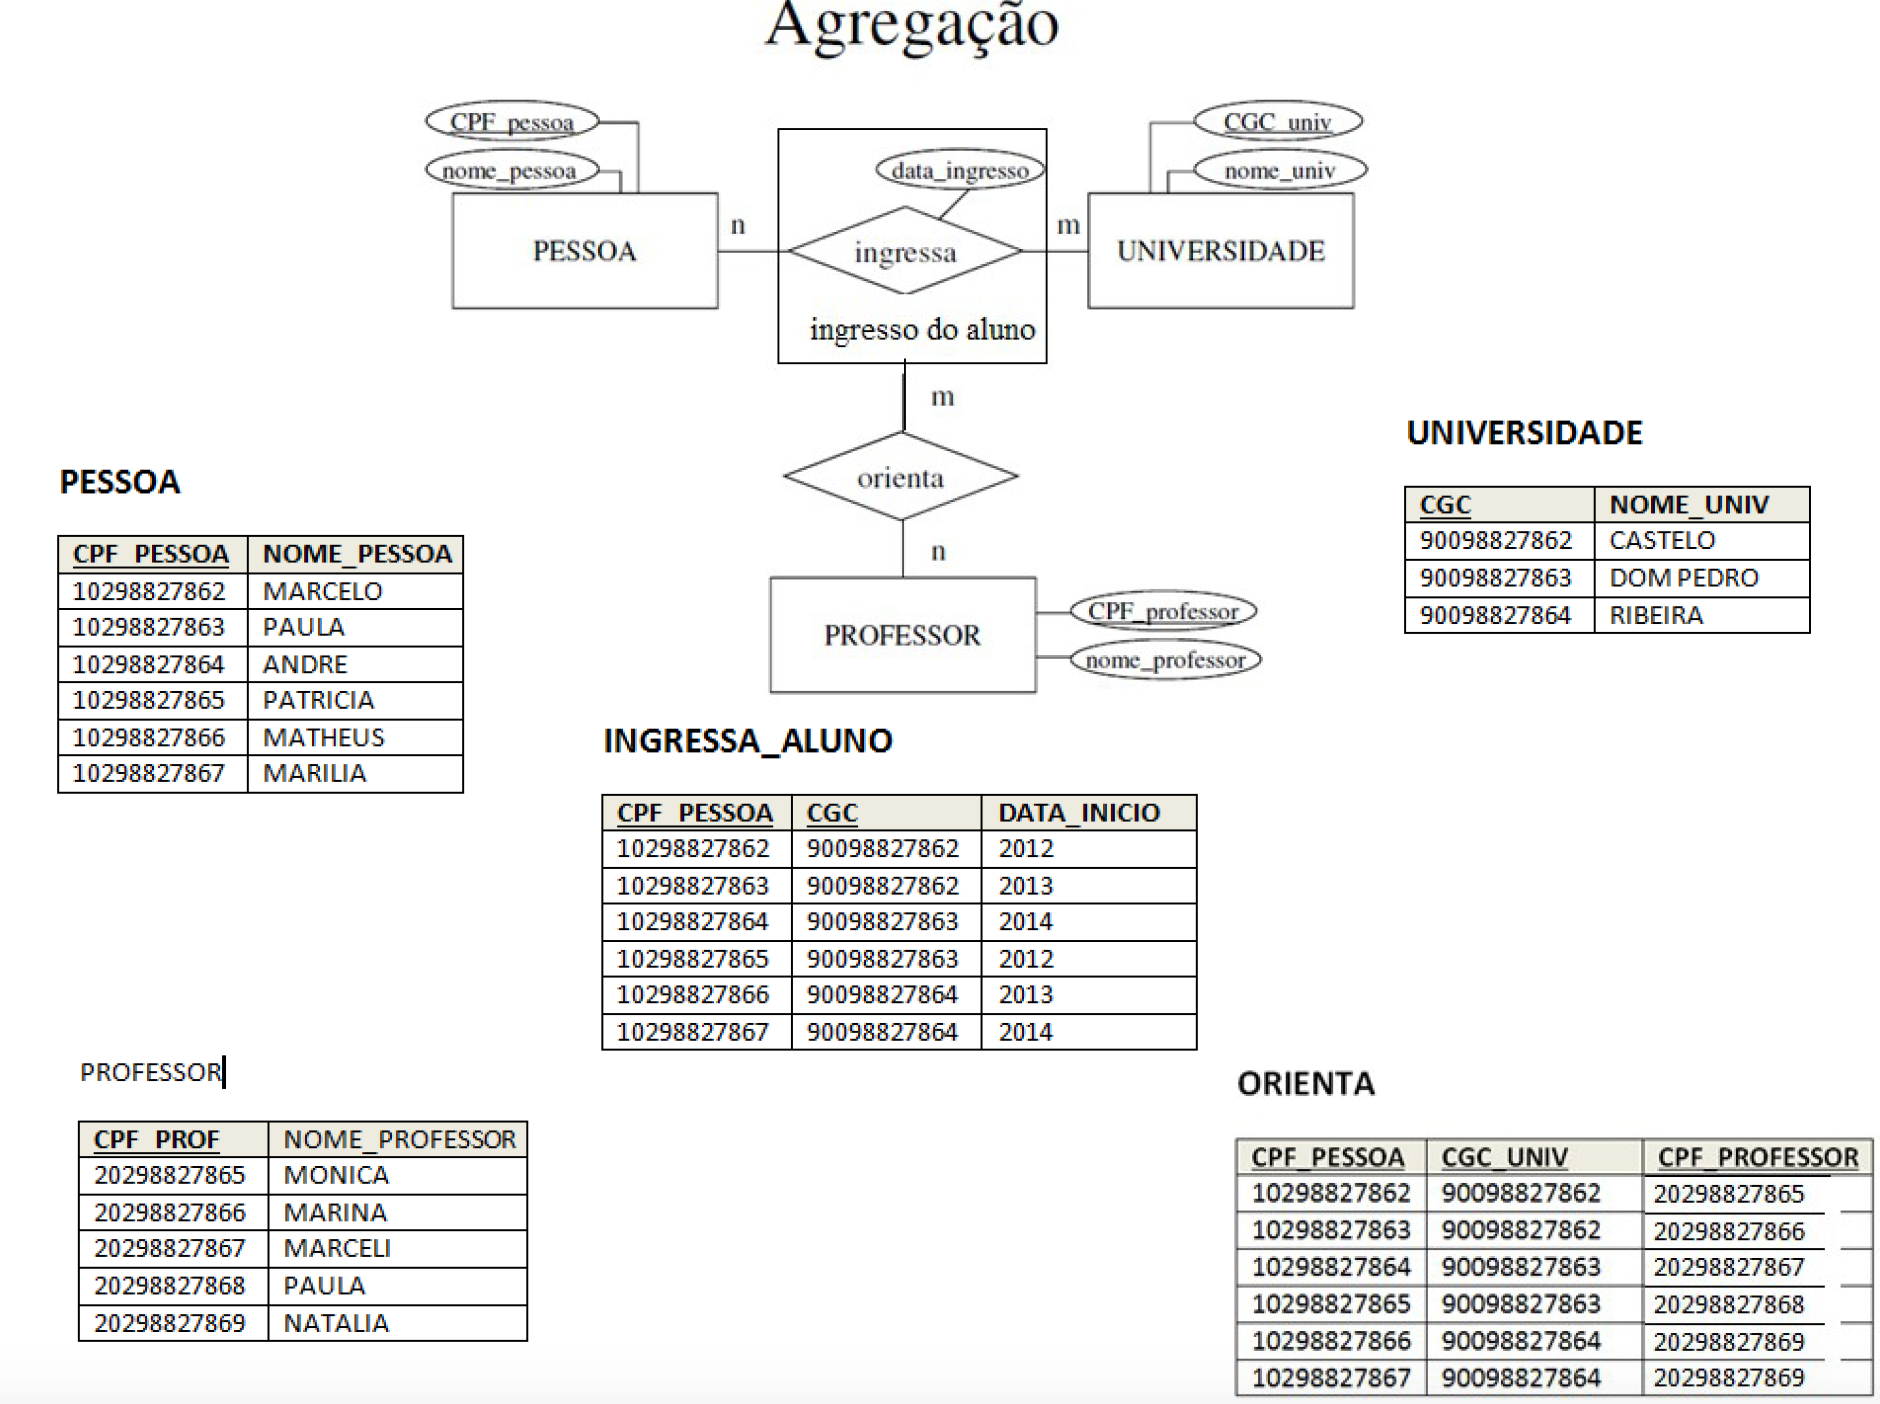 Agregação
CPF_pessoa
nome_pessoa
PESSOA
n
data_ingresso
ingressa
ingresso do aluno
m
CGC_univ
nome_univ
UNIVERSIDADE
m
orienta
n
PROFESSOR
CPF_professor
nome_professor
UNIVERSIDADE
CGC NOME_UNIV
90098827862 CASTELO
90098827863 DOM PEDRO
90098827864 RIBEIRA
PESSOA
CPF_PESSOA NOME_PESSOA
10298827862 MARCELO
10298827863 PAULA
10298827864 ANDRE
10298827865 PATRICIA
10298827866 MATHEUS
10298827867 MARILIA
INGRESSA_ALUNO
CPF_PESSOA CGC DATA_INICIO
10298827862 90098827862 2012
10298827863 90098827862 2013
10298827864 90098827863 2014
10298827865 90098827863 2012
10298827866 90098827864 2013
10298827867 90098827864 2014
PROFESSOR
CPF_PROF NOME_PROFESSOR
20298827865 MONICA
20298827866 MARINA
20298827867 MARCELI
20298827868 PAULA
20298827869 NATALIA
ORIENTA
CPF_PESSOA CGC_UNIV CPF_PROFESSOR
10298827862 90098827862 20298827865
10298827863 90098827862 20298827866
10298827864 90098827863 20298827867
10298827865 90098827863 20298827868
10298827866 90098827864 20298827869
10298827867 90098827864 20298827869